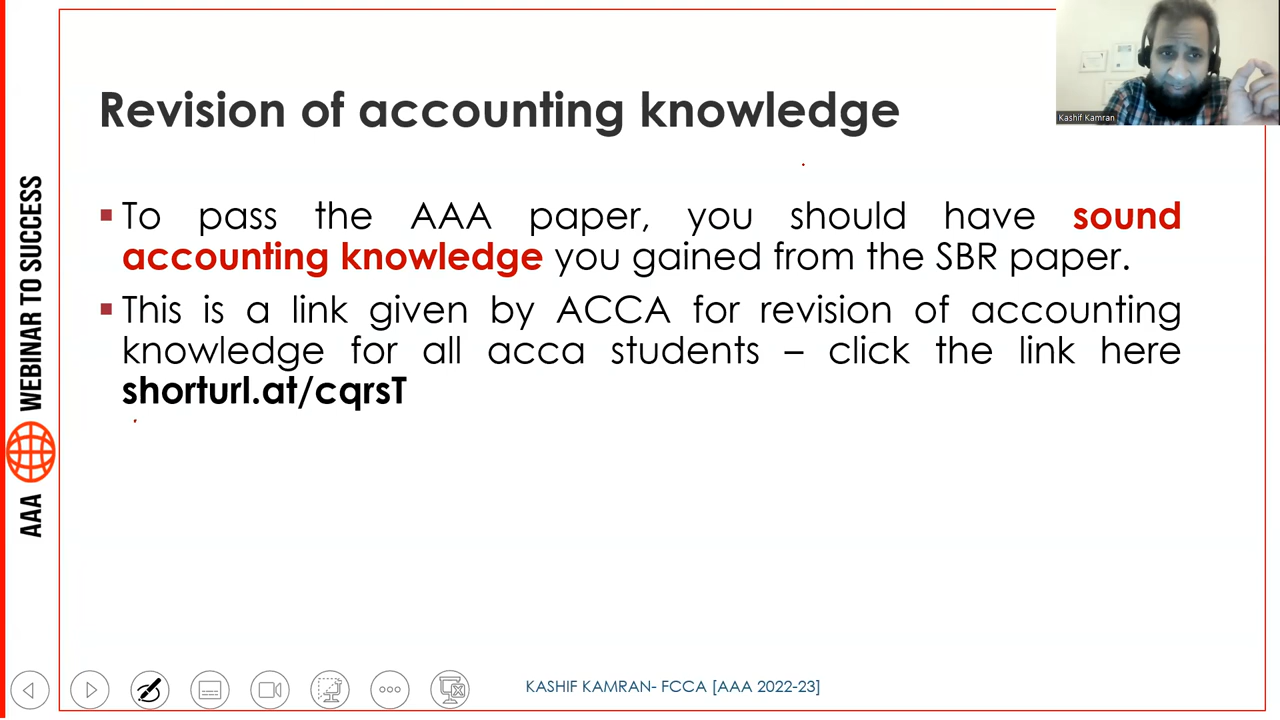 Revision of accounting knowledge
Kashif Kamran
To pass the AAA paper, you should have sound
accounting knowledge you gained from the SBR paper.
This is a link given by ACCA for revision of accounting
knowledge for all acca students – click the link here
shorturl.at/cqrsT
AAA WEBINAR TO SUCCESS
KASHIF KAMRAN- FCCA [AAA 2022-23]